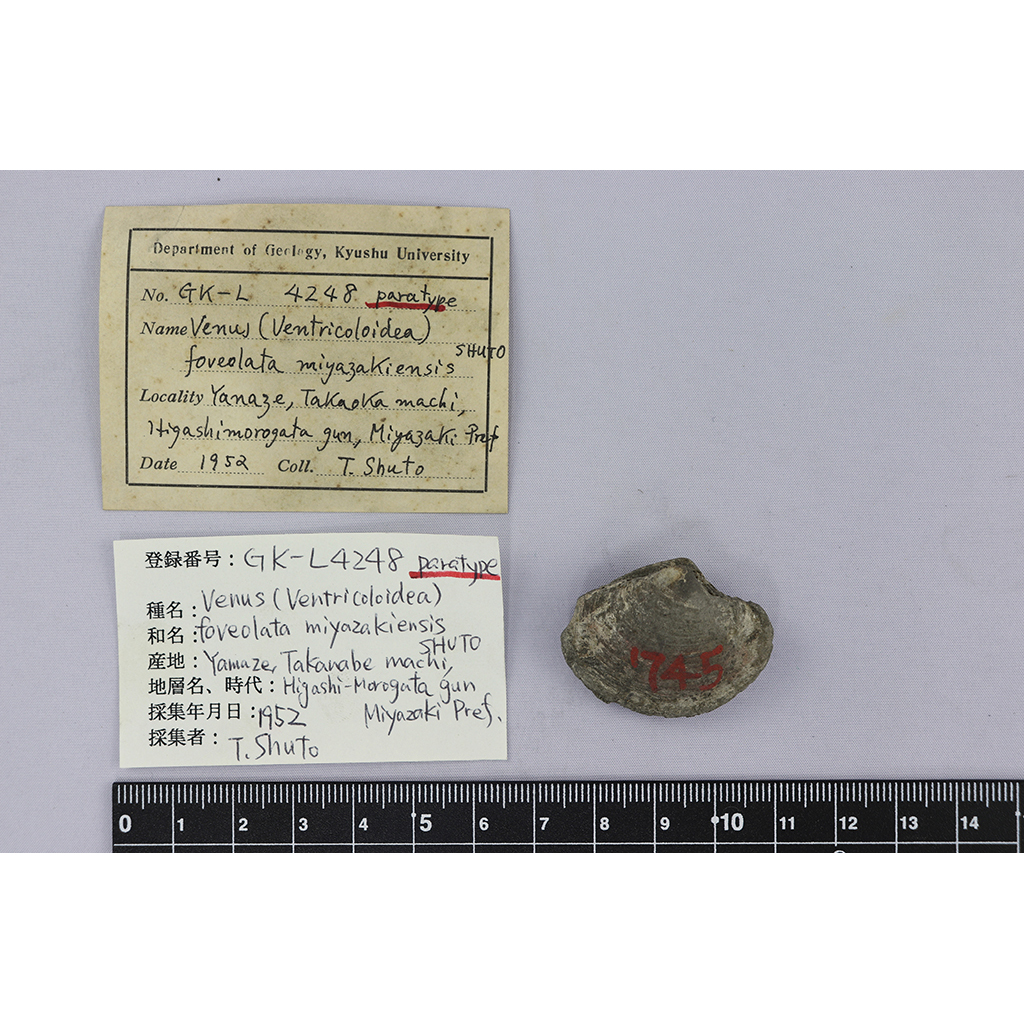 Department of Geology, Kyushu University
No. GK-L 4248 paratype
Name Venus (Ventricoloidea)
foveolata miyazakiensis SHUTO
Locality Yanaze, Takaoka machi,
Higashimorogata gun, Miyazaki Pref
Date 1952 Coll. T. Shuto
登録番号：GK-L4248 paratype
種名：Venus (Ventricoloidea)
和名：foveolata miyazakiensis
SHUTO
産地：Yamaze, Takanabe machi,
地層名、時代：Higashi-Morogata gun
採集年月日：1952 Miyazaki Pref.
採集者：T. Shuto
'745
0 1 2 3 4 5 6 7 8 9 10 11 12 13 14